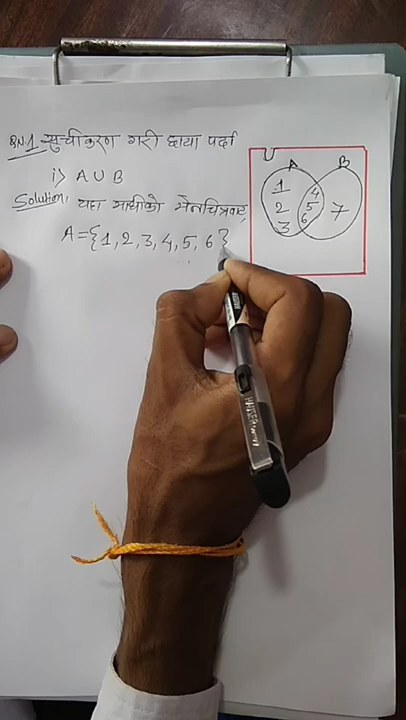 Q.N.1 सुचीकरण गरी छाया पर्दा
i> A U B
Solution, यहा माथीको भेनचित्रबाट,
A={1, 2, 3, 4, 5, 6}
U
A B
1 4
2 5 7
3 6